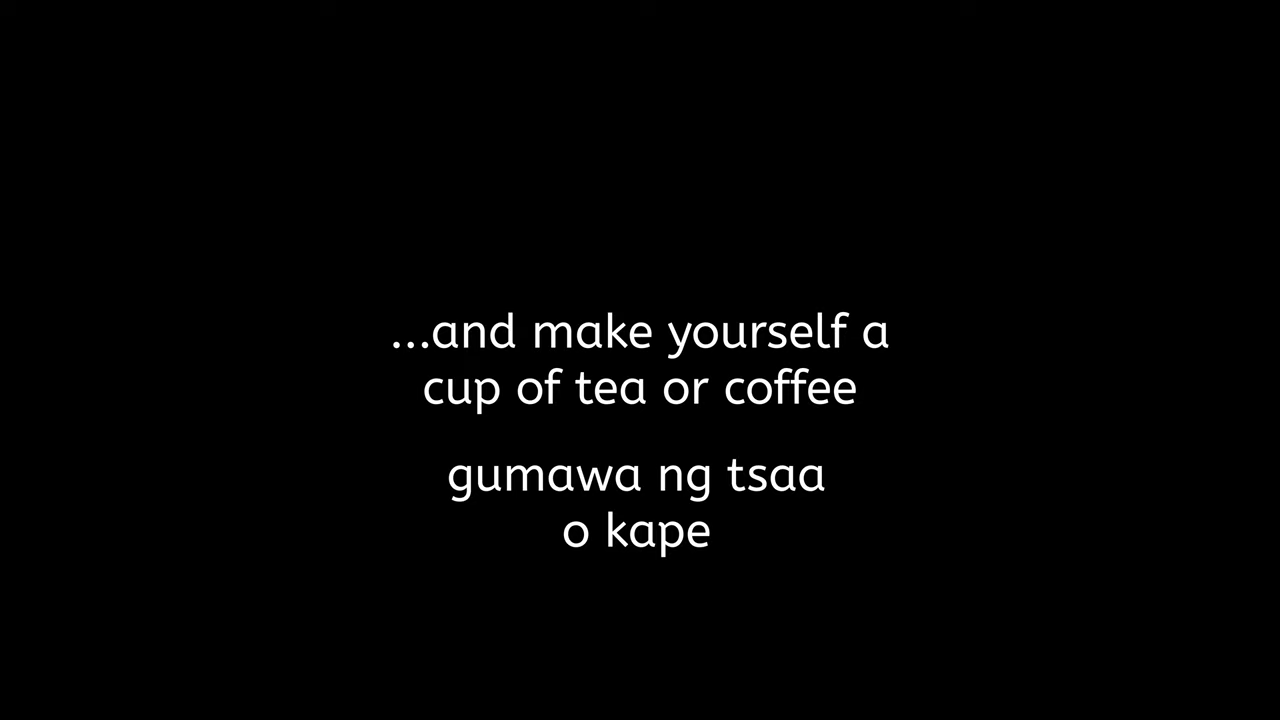 ...and make yourself a
cup of tea or coffee
gumawa ng tsaa
o kape